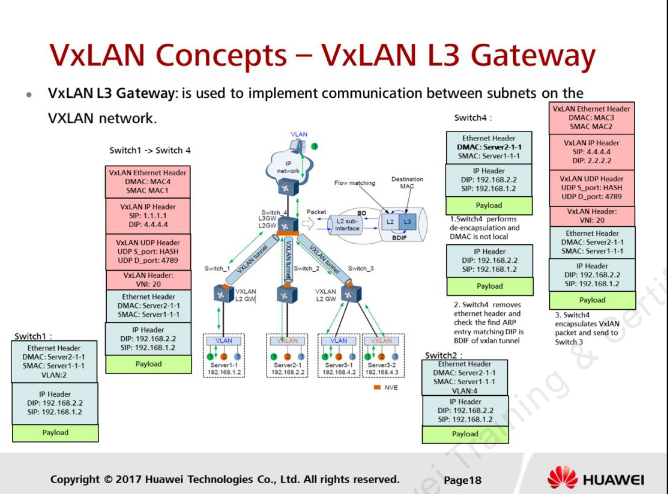 VxLAN Concepts – VxLAN L3 Gateway
VxLAN L3 Gateway: is used to implement communication between subnets on the
VXLAN network.
Switch1 -> Switch 4
VxLAN Ethernet Header
DMAC: MAC4
SMAC MAC1
VxLAN IP Header
SIP: 1.1.1.1
DIP: 4.4.4.4
VxLAN UDP Header
UDP S_port: HASH
UDP D_port: 4789
VxLAN Header:
VNI: 20
Ethernet Header
DMAC: Server2-1-1
SMAC: Server1-1-1
IP Header
DIP: 192.168.2.2
SIP: 192.168.1.2
Payload
Switch1 :
Ethernet Header
DMAC: Server2-1-1
SMAC: Server1-1-1
VLAN:2
IP Header
DIP: 192.168.2.2
SIP: 192.168.1.2
Payload
VLAN
IP
network
Switch_4
L3GW
L2GW
Packet
Flow matching
Destination
MAC
BD
L2 sub-
interface
L2
L3
BDIF
VXLAN tunnel
VXLAN tunnel
VXLAN tunnel
Switch_1
Switch_2
Switch_3
VXLAN
L2 GW
VXLAN
L2 GW
VLAN
VXLAN
VLAN
VXLAN
Server1-1
192.168.1.2
Server2-1
192.168.2.2
Server3-1
192.168.4.2
Server3-2
192.168.4.3
NVE
Switch4 :
Ethernet Header
DMAC: Server2-1-1
SMAC: Server1-1-1
IP Header
DIP: 192.168.2.2
SIP: 192.168.1.2
Payload
1.Switch4 performs
de-encapsulation and
DMAC is not local
IP Header
DIP: 192.168.2.2
SIP: 192.168.1.2
Payload
2. Switch4 removes
ethernet header and
check the find ARP
entry matching DIP is
BDIF of vxlan tunnel
Switch2 :
Ethernet Header
DMAC: Server2-1-1
SMAC: Server1-1-1
VLAN:4
IP Header
DIP: 192.168.2.2
SIP: 192.168.1.2
Payload
VxLAN Ethernet Header
DMAC: MAC3
SMAC MAC2
VxLAN IP Header
SIP: 4.4.4.4
DIP: 2.2.2.2
VxLAN UDP Header
UDP S_port: HASH
UDP D_port: 4789
VxLAN Header:
VNI: 20
Ethernet Header
DMAC: Server2-1-1
SMAC: Server1-1-1
IP Header
DIP: 192.168.2.2
SIP: 192.168.1.2
Payload
3. Switch4
encapsulates VxlAN
packet and send to
Switch 3
Training &
Copyright © 2017 Huawei Technologies Co., Ltd. All rights reserved.
Page18
HUAWEI